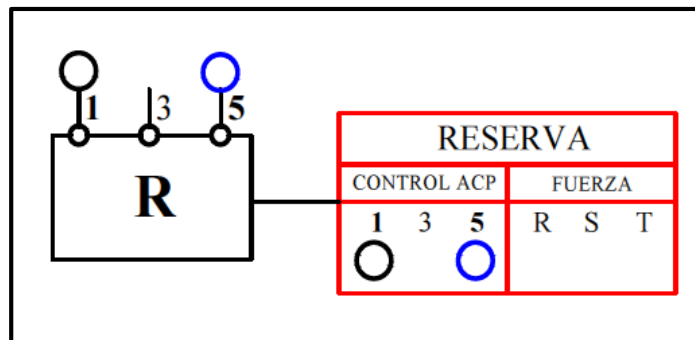 1 3 5
R
RESERVA
CONTROL ACP FUERZA
1 3 5 R S T